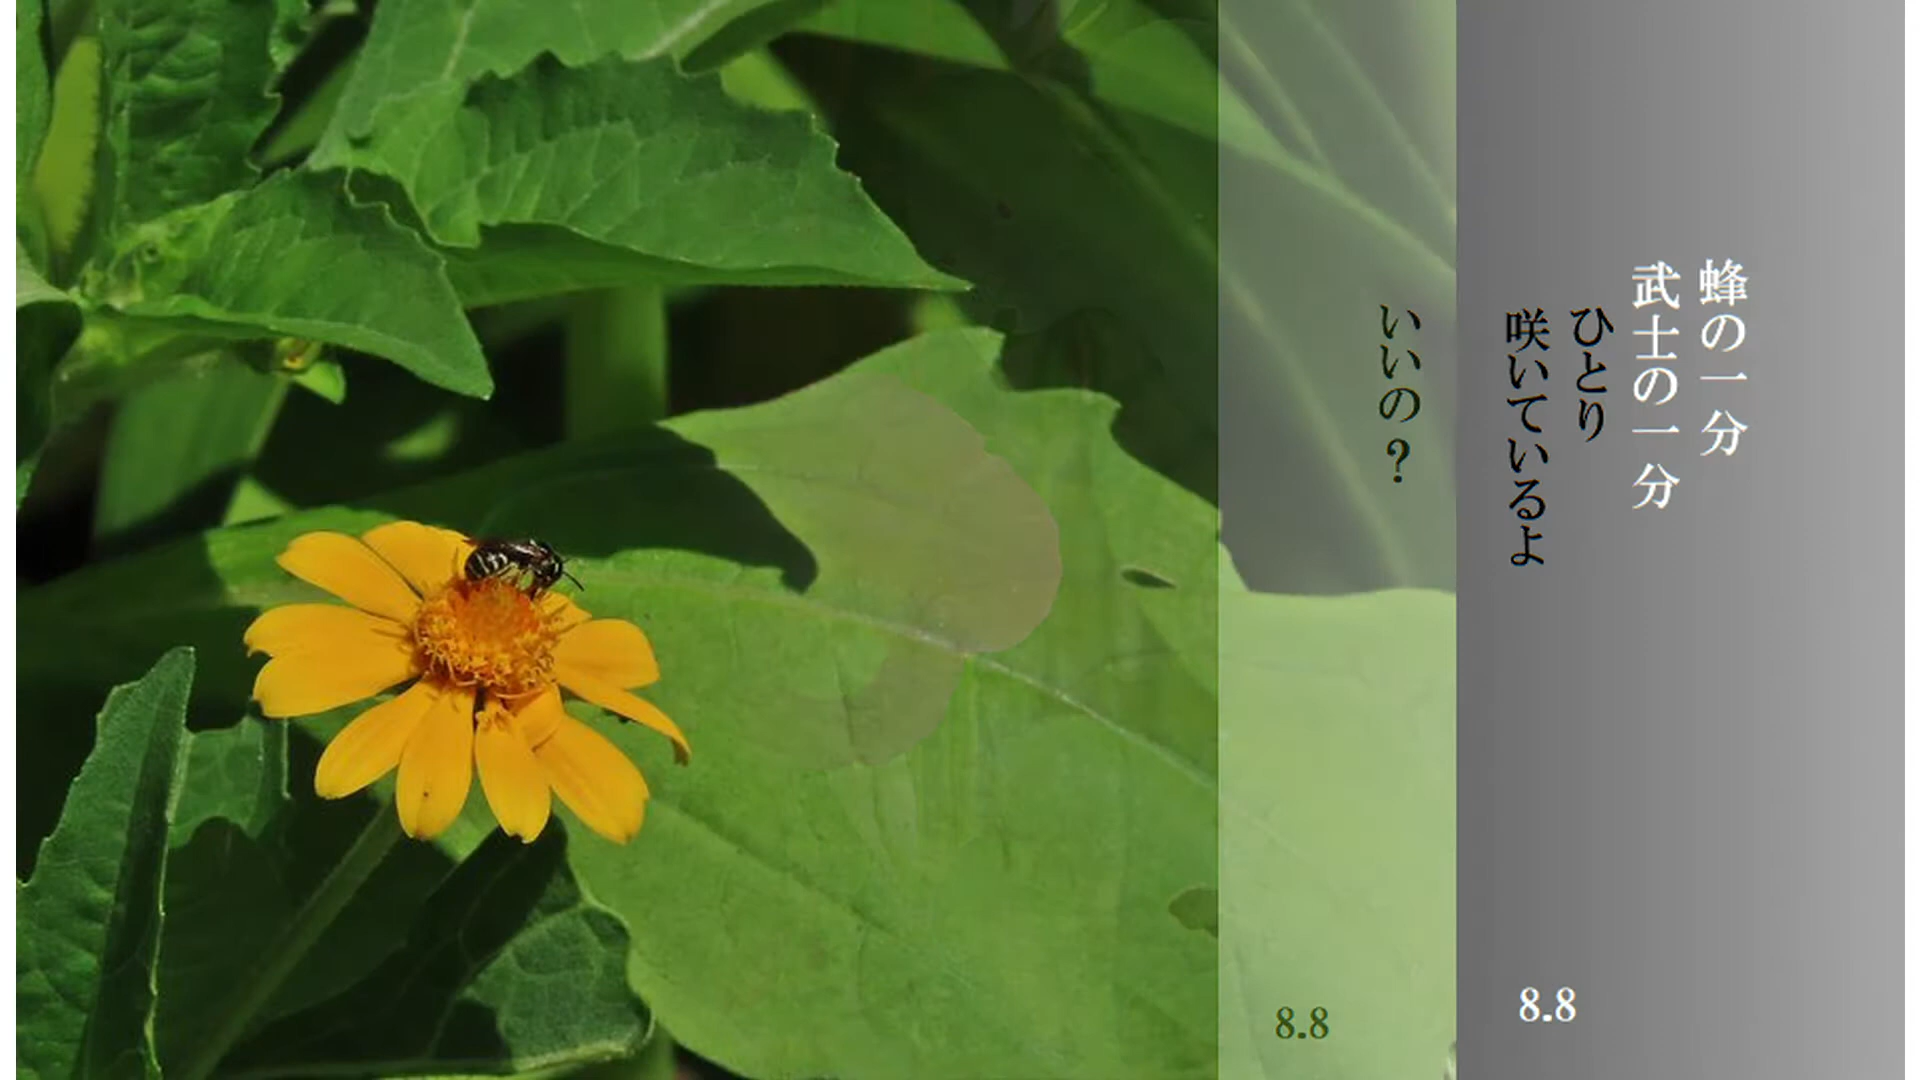 蜂の一分
武士の一分
ひとり
咲いているよ
いいの？
8.8
8.8